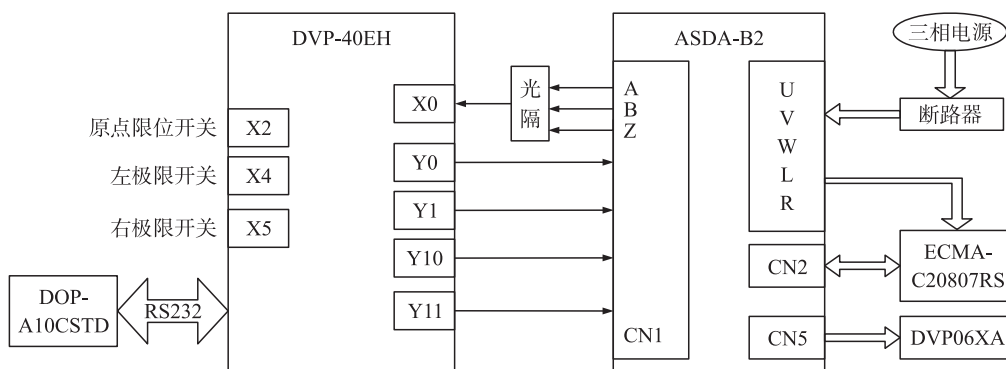 DVP-40EH
ASDA-B2
三相电源
断路器
光隔
X0
A
B
Z
U
V
W
L
R
原点限位开关
X2
左极限开关
X4
右极限开关
X5
Y0
Y1
Y10
Y11
CN1
CN2
CN5
ECMA-
C20807RS
DVP06XA
DOP-
A10CSTD
RS232